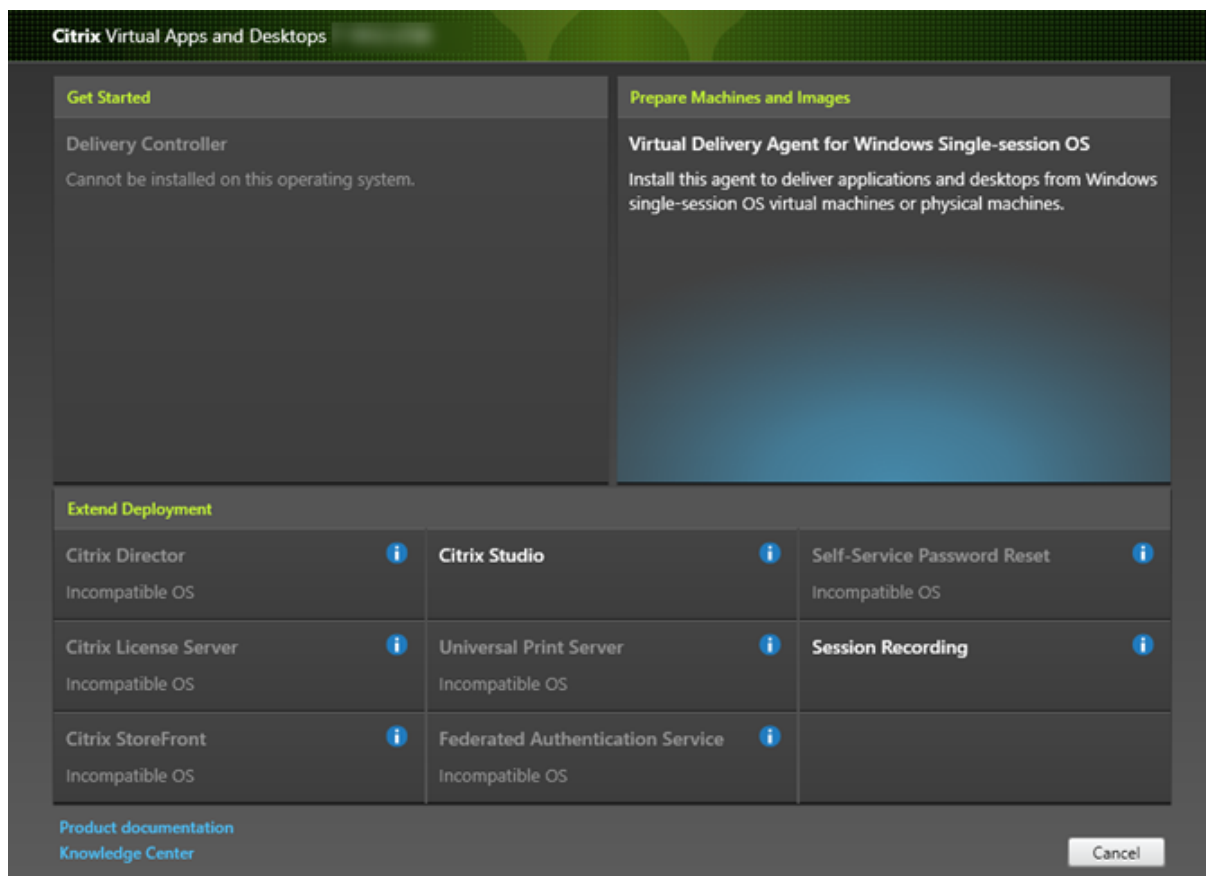 Citrix Virtual Apps and Desktops
Get Started
Delivery Controller
Cannot be installed on this operating system.
Prepare Machines and Images
Virtual Delivery Agent for Windows Single-session OS
Install this agent to deliver applications and desktops from Windows
single-session OS virtual machines or physical machines.
Extend Deployment
Citrix Director
Incompatible OS
Citrix Studio
Self-Service Password Reset
Incompatible OS
Citrix License Server
Incompatible OS
Universal Print Server
Incompatible OS
Session Recording
Citrix StoreFront
Incompatible OS
Federated Authentication Service
Incompatible OS
Product documentation
Knowledge Center
Cancel